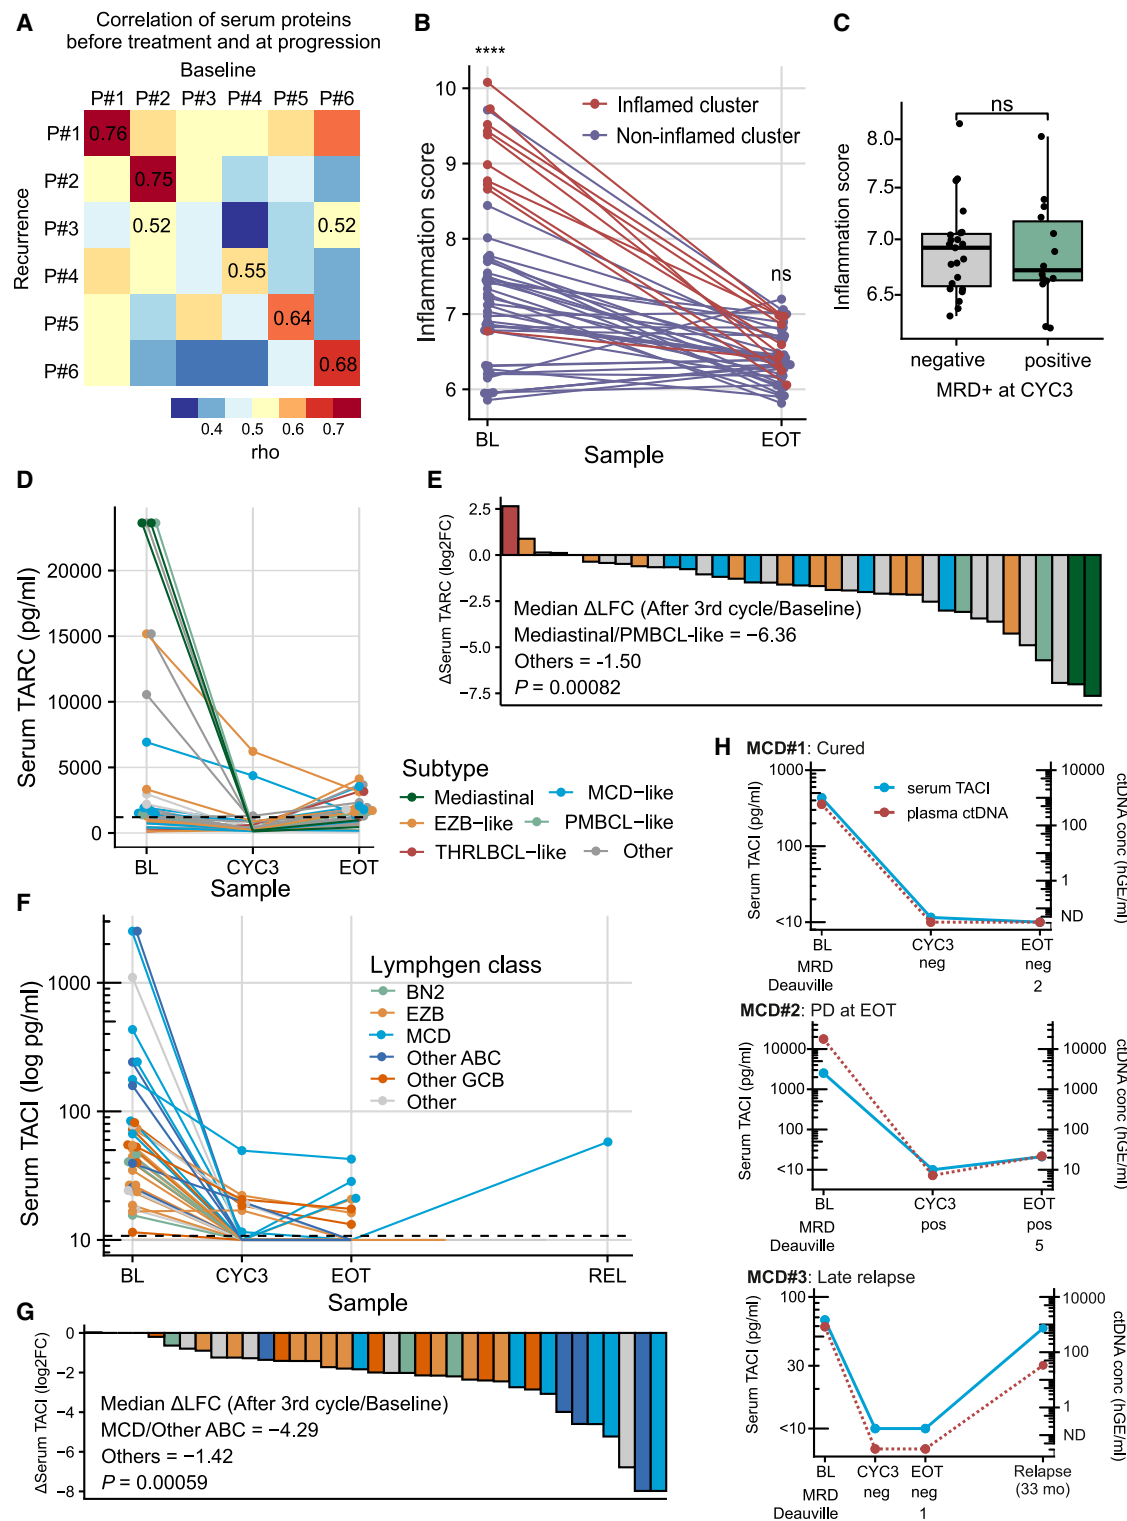 A
Correlation of serum proteins
before treatment and at progression
Baseline
P#1 P#2 P#3 P#4 P#5 P#6
Recurrence
P#1 0.76
P#2 0.75
P#3 0.52 0.52
P#4 0.55
P#5 0.64
P#6 0.68
0.4 0.5 0.6 0.7
rho
B
****
Inflammation score
10
9
8
7
6
Inflamed cluster
Non-inflamed cluster
ns
BL EOT
Sample
C
ns
Inflammation score
8.0
7.5
7.0
6.5
negative positive
MRD+ at CYC3
D
Serum TARC (pg/ml)
20000
15000
10000
5000
0
BL CYC3 EOT
Sample
Subtype
Mediastinal MCD−like
EZB−like PMBCL−like
THRLBCL−like Other
E
ΔSerum TARC (log2FC)
2.5
0.0
−2.5
−5.0
−7.5
Median ΔLFC (After 3rd cycle/Baseline)
Mediastinal/PMBCL-like = −6.36
Others = -1.50
P = 0.00082
F
Serum TACI (log pg/ml)
1000
100
10
Lymphgen class
BN2
EZB
MCD
Other ABC
Other GCB
Other
BL CYC3 EOT REL
Sample
G
ΔSerum TACI (log2FC)
0
−2
−4
−6
−8
Median ΔLFC (After 3rd cycle/Baseline)
MCD/Other ABC = −4.29
Others = −1.42
P = 0.00059
H
MCD#1: Cured
Serum TACI (pg/ml)
1000
100
<10
serum TACI
plasma ctDNA
ctDNA conc (hGE/ml)
10000
100
1
ND
BL CYC3 EOT
MRD neg neg
Deauville 2
MCD#2: PD at EOT
Serum TACI (pg/ml)
10000
1000
100
<10
ctDNA conc (hGE/ml)
10000
1000
100
10
BL CYC3 EOT
MRD pos pos
Deauville 5
MCD#3: Late relapse
Serum TACI (pg/ml)
100
30
<10
ctDNA conc (hGE/ml)
10000
100
1
ND
BL CYC3 EOT Relapse
MRD neg neg (33 mo)
Deauville 1